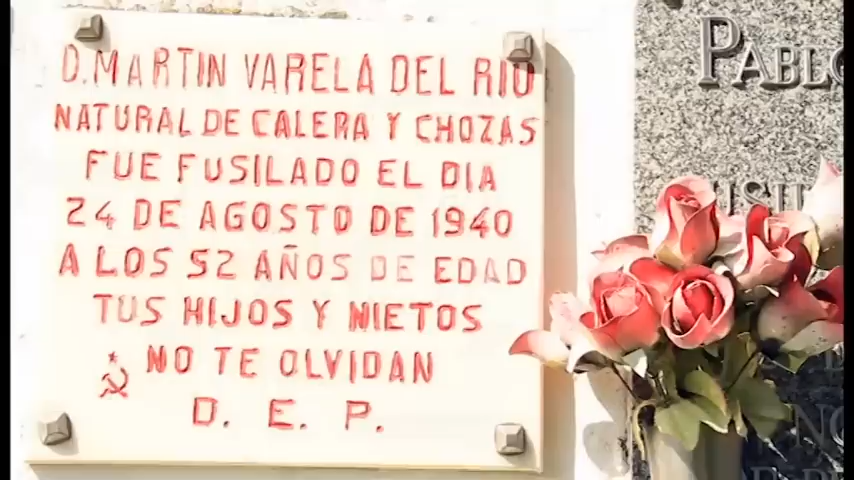 D. MARTIN VARELA DEL RIO
NATURAL DE CALERA Y CHOZAS
FUE FUSILADO EL DIA
24 DE AGOSTO DE 1940
A LOS 52 AÑOS DE EDAD
TUS HIJOS Y NIETOS
NO TE OLVIDAN
D. E. P.
PABLO